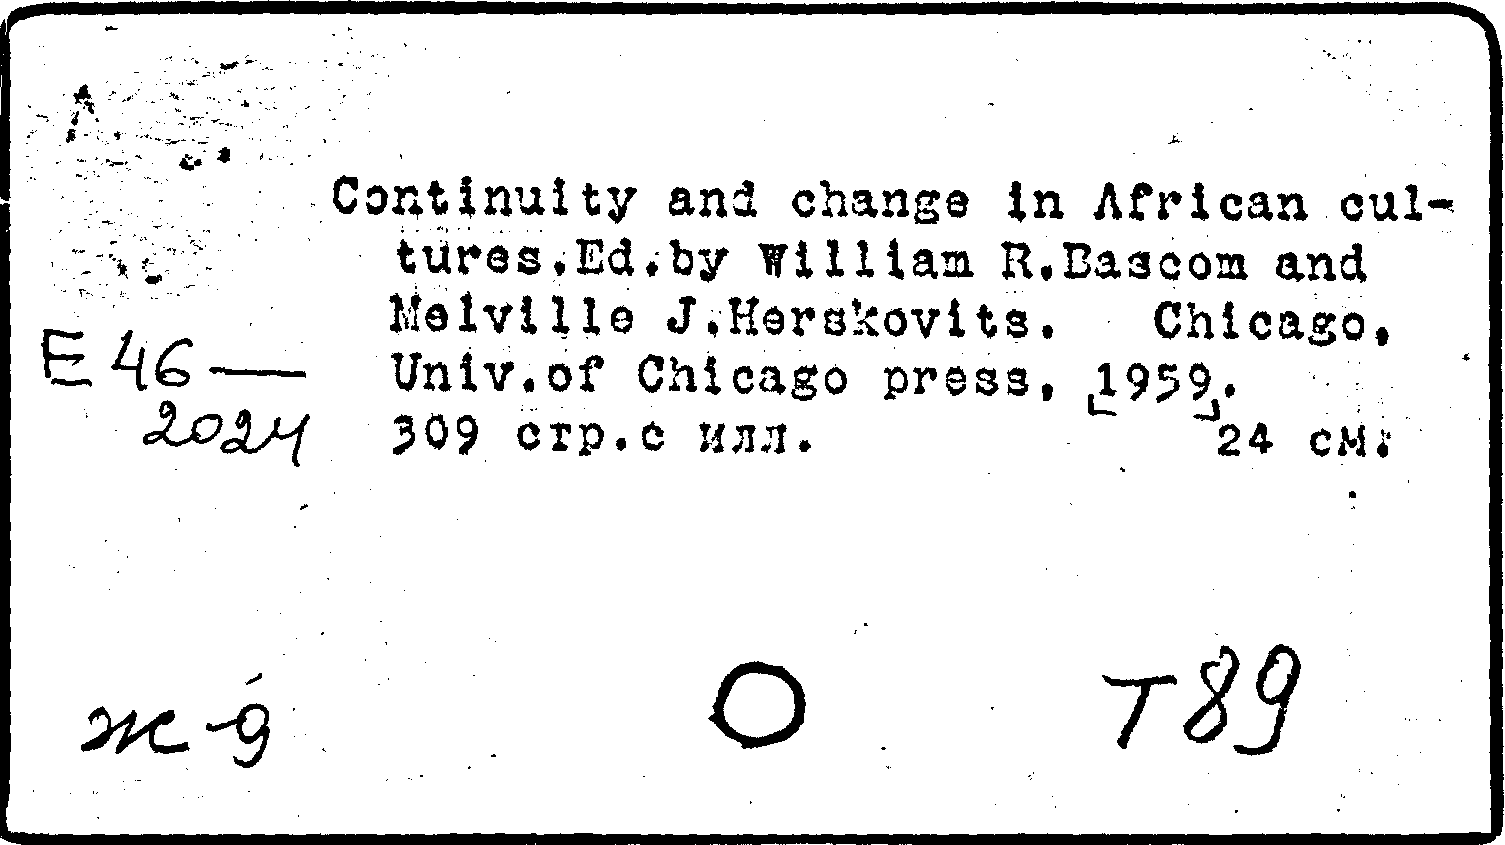 Continuity and change in African cul-
tures.Ed.by William R.Bascom and
Melville J.Herskovits. Chicago,
E 46—
Univ.of Chicago press, [1959].
2024
309 стр.с илл. 24 см.
ж-9
Т89